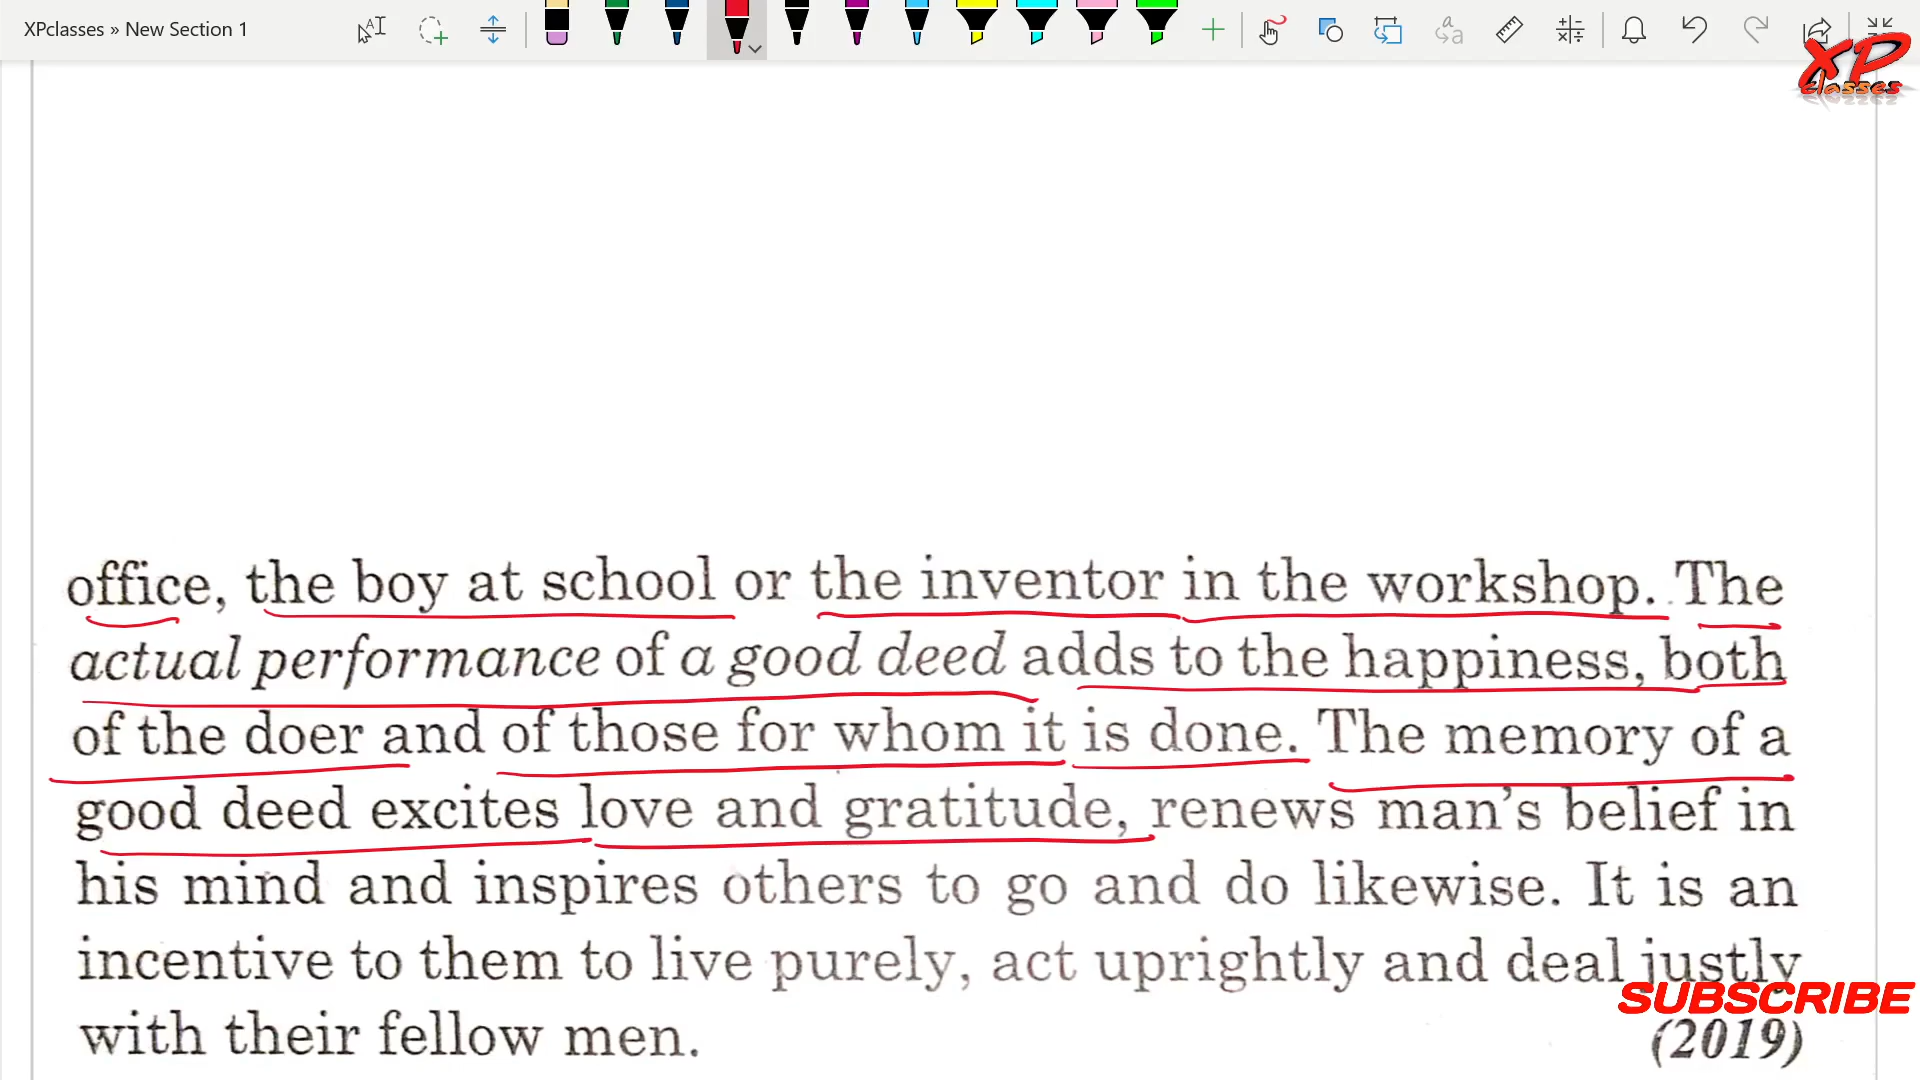 XPclasses » New Section 1
XP
classes
office, the boy at school or the inventor in the workshop. The
actual performance of a good deed adds to the happiness, both
of the doer and of those for whom it is done. The memory of a
good deed excites love and gratitude, renews man's belief in
his mind and inspires others to go and do likewise. It is an
incentive to them to live purely, act uprightly and deal justly
SUBSCRIBE
with their fellow men. (2019)